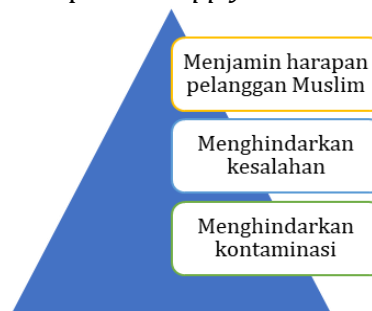 Menjamin harapan
pelanggan Muslim
Menghindarkan
kesalahan
Menghindarkan
kontaminasi